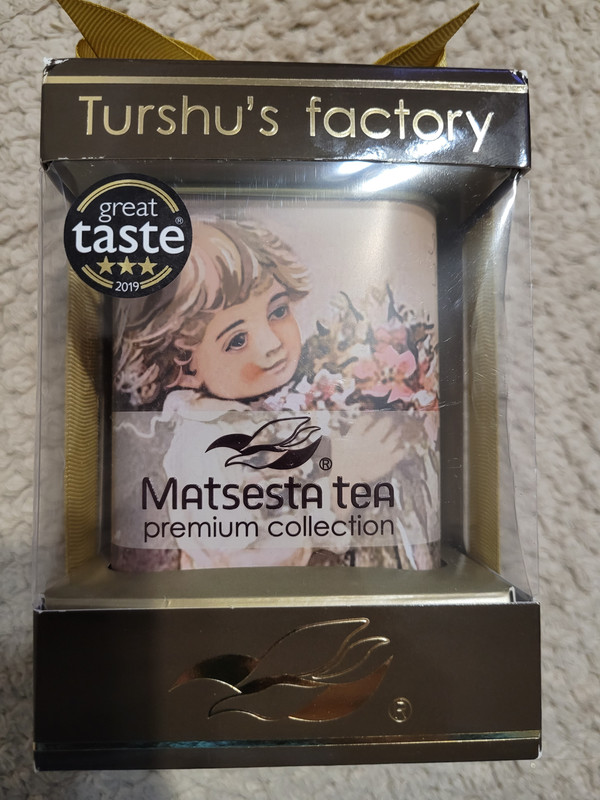 Turshu's factory
great
taste®
2019
®
Matsesta tea
premium collection
®